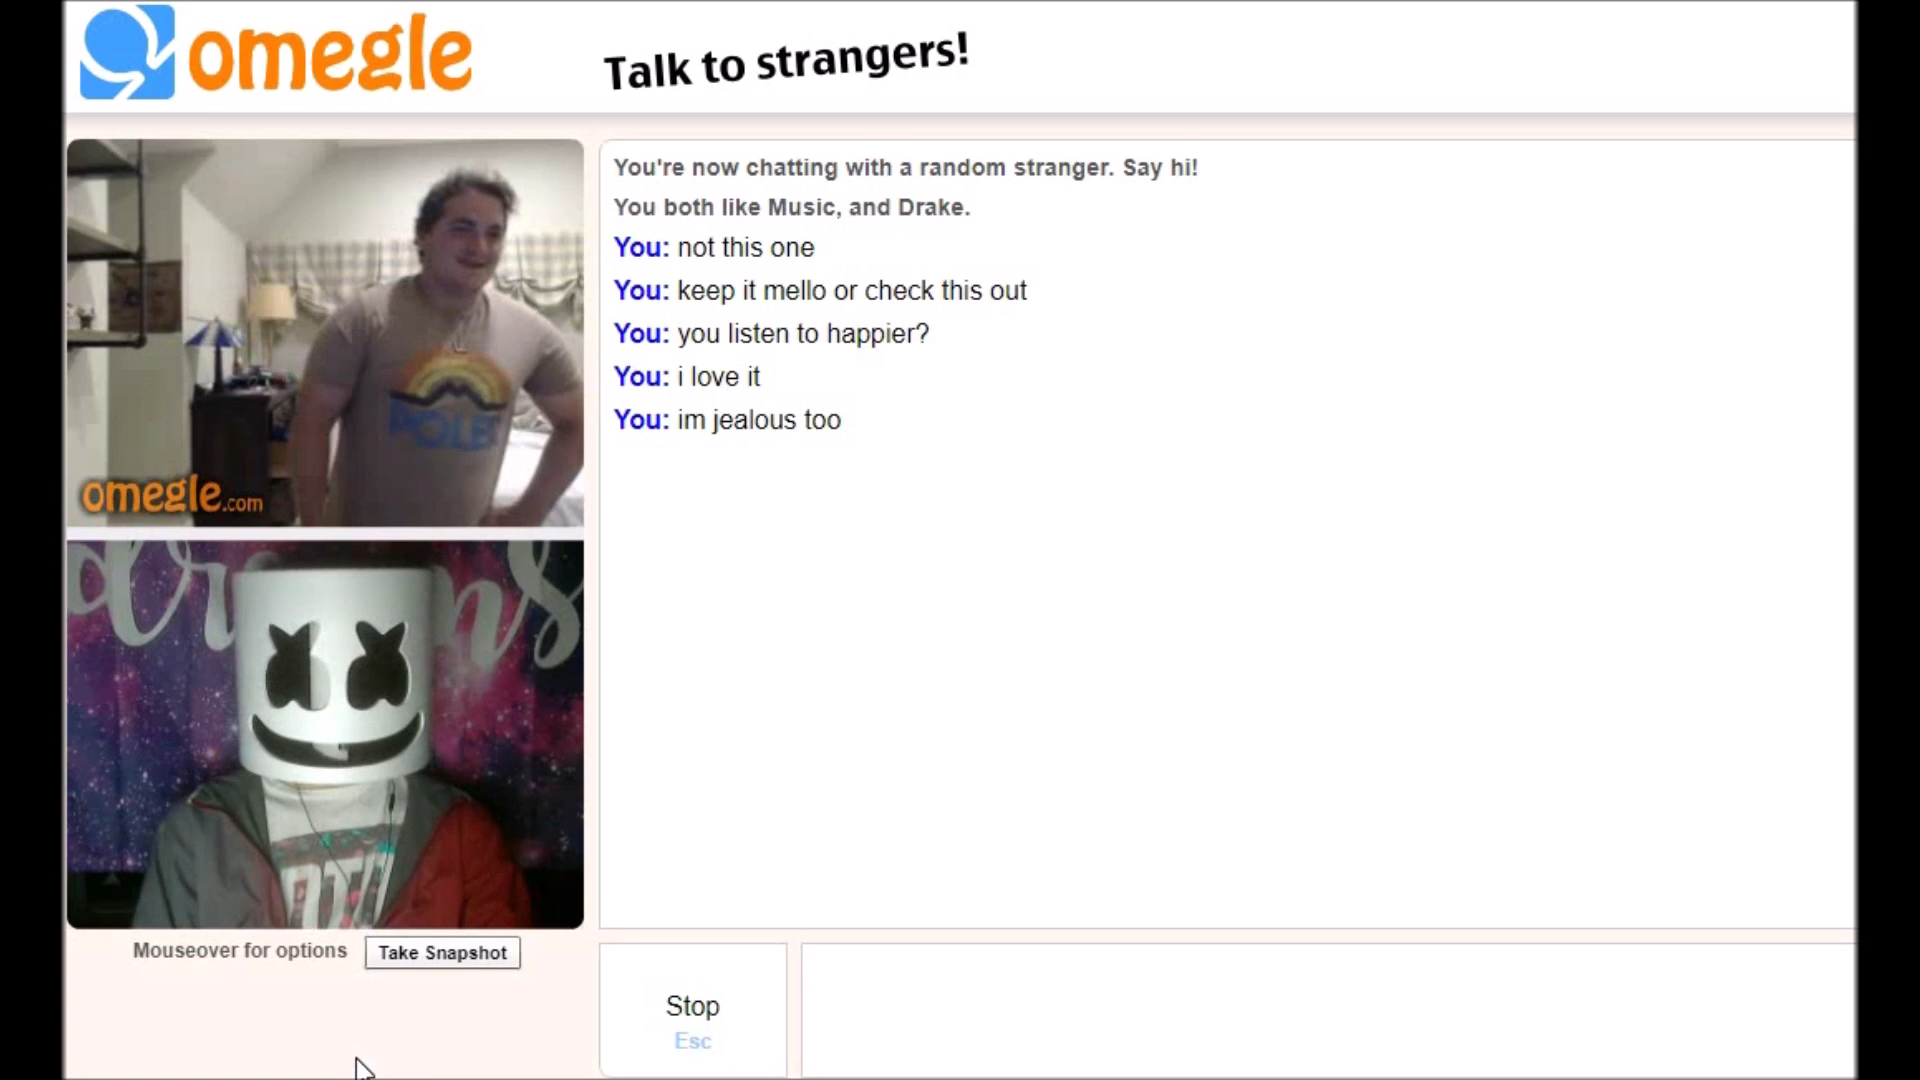 omegle
Talk to strangers!
You're now chatting with a random stranger. Say hi!
You both like Music, and Drake.
You: not this one
You: keep it mello or check this out
You: you listen to happier?
You: i love it
You: im jealous too
POLE
omegle.com
Mouseover for options
Take Snapshot
Stop
Esc